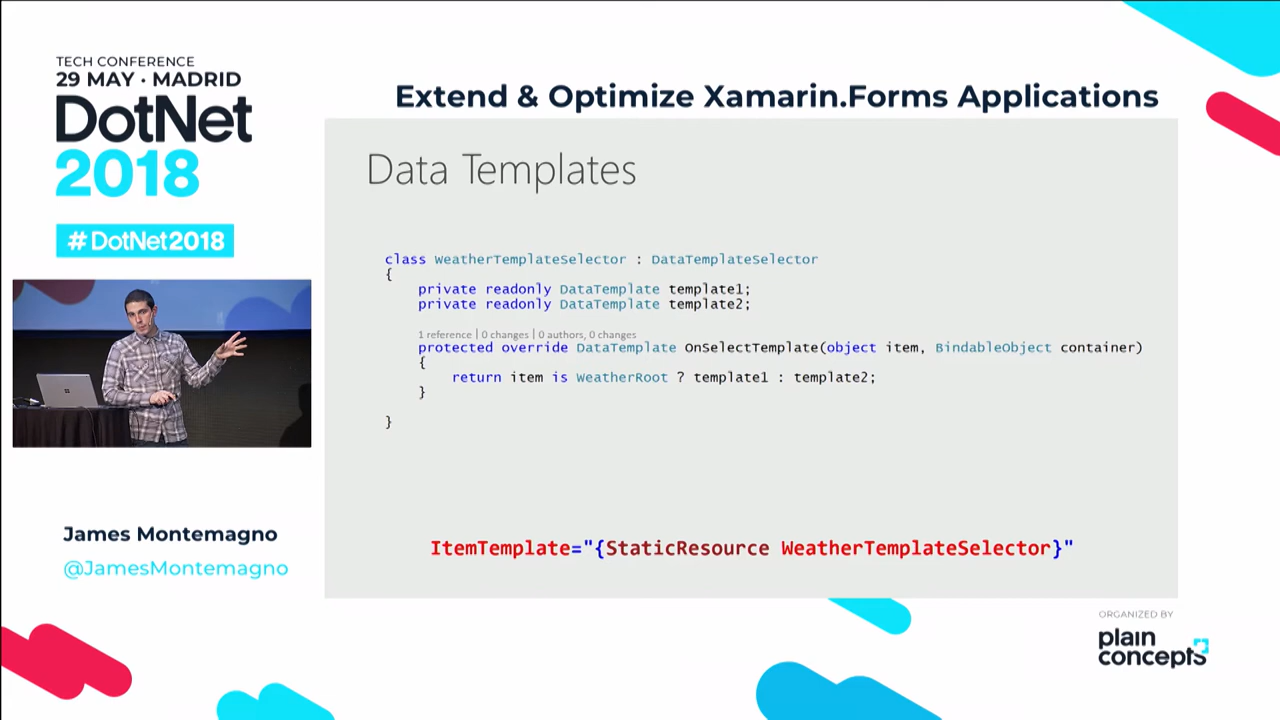 TECH CONFERENCE
29 MAY · MADRID
DotNet
2018
#DotNet2018
James Montemagno
@JamesMontemagno
Extend & Optimize Xamarin.Forms Applications
Data Templates
class WeatherTemplateSelector : DataTemplateSelector
{
private readonly DataTemplate template1;
private readonly DataTemplate template2;
1 reference | 0 changes | 0 authors, 0 changes
protected override DataTemplate OnSelectTemplate(object item, BindableObject container)
{
return item is WeatherRoot ? template1 : template2;
}
}
ItemTemplate="{StaticResource WeatherTemplateSelector}"
ORGANIZED BY
plain
concepts